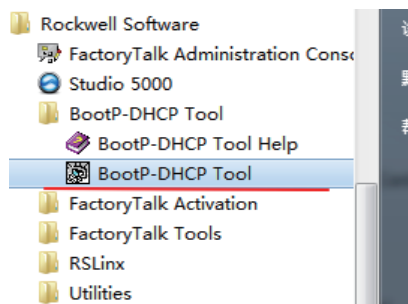 Rockwell Software
FactoryTalk Administration Conso
Studio 5000
BootP-DHCP Tool
BootP-DHCP Tool Help
BootP-DHCP Tool
FactoryTalk Activation
FactoryTalk Tools
RSLinx
Utilities